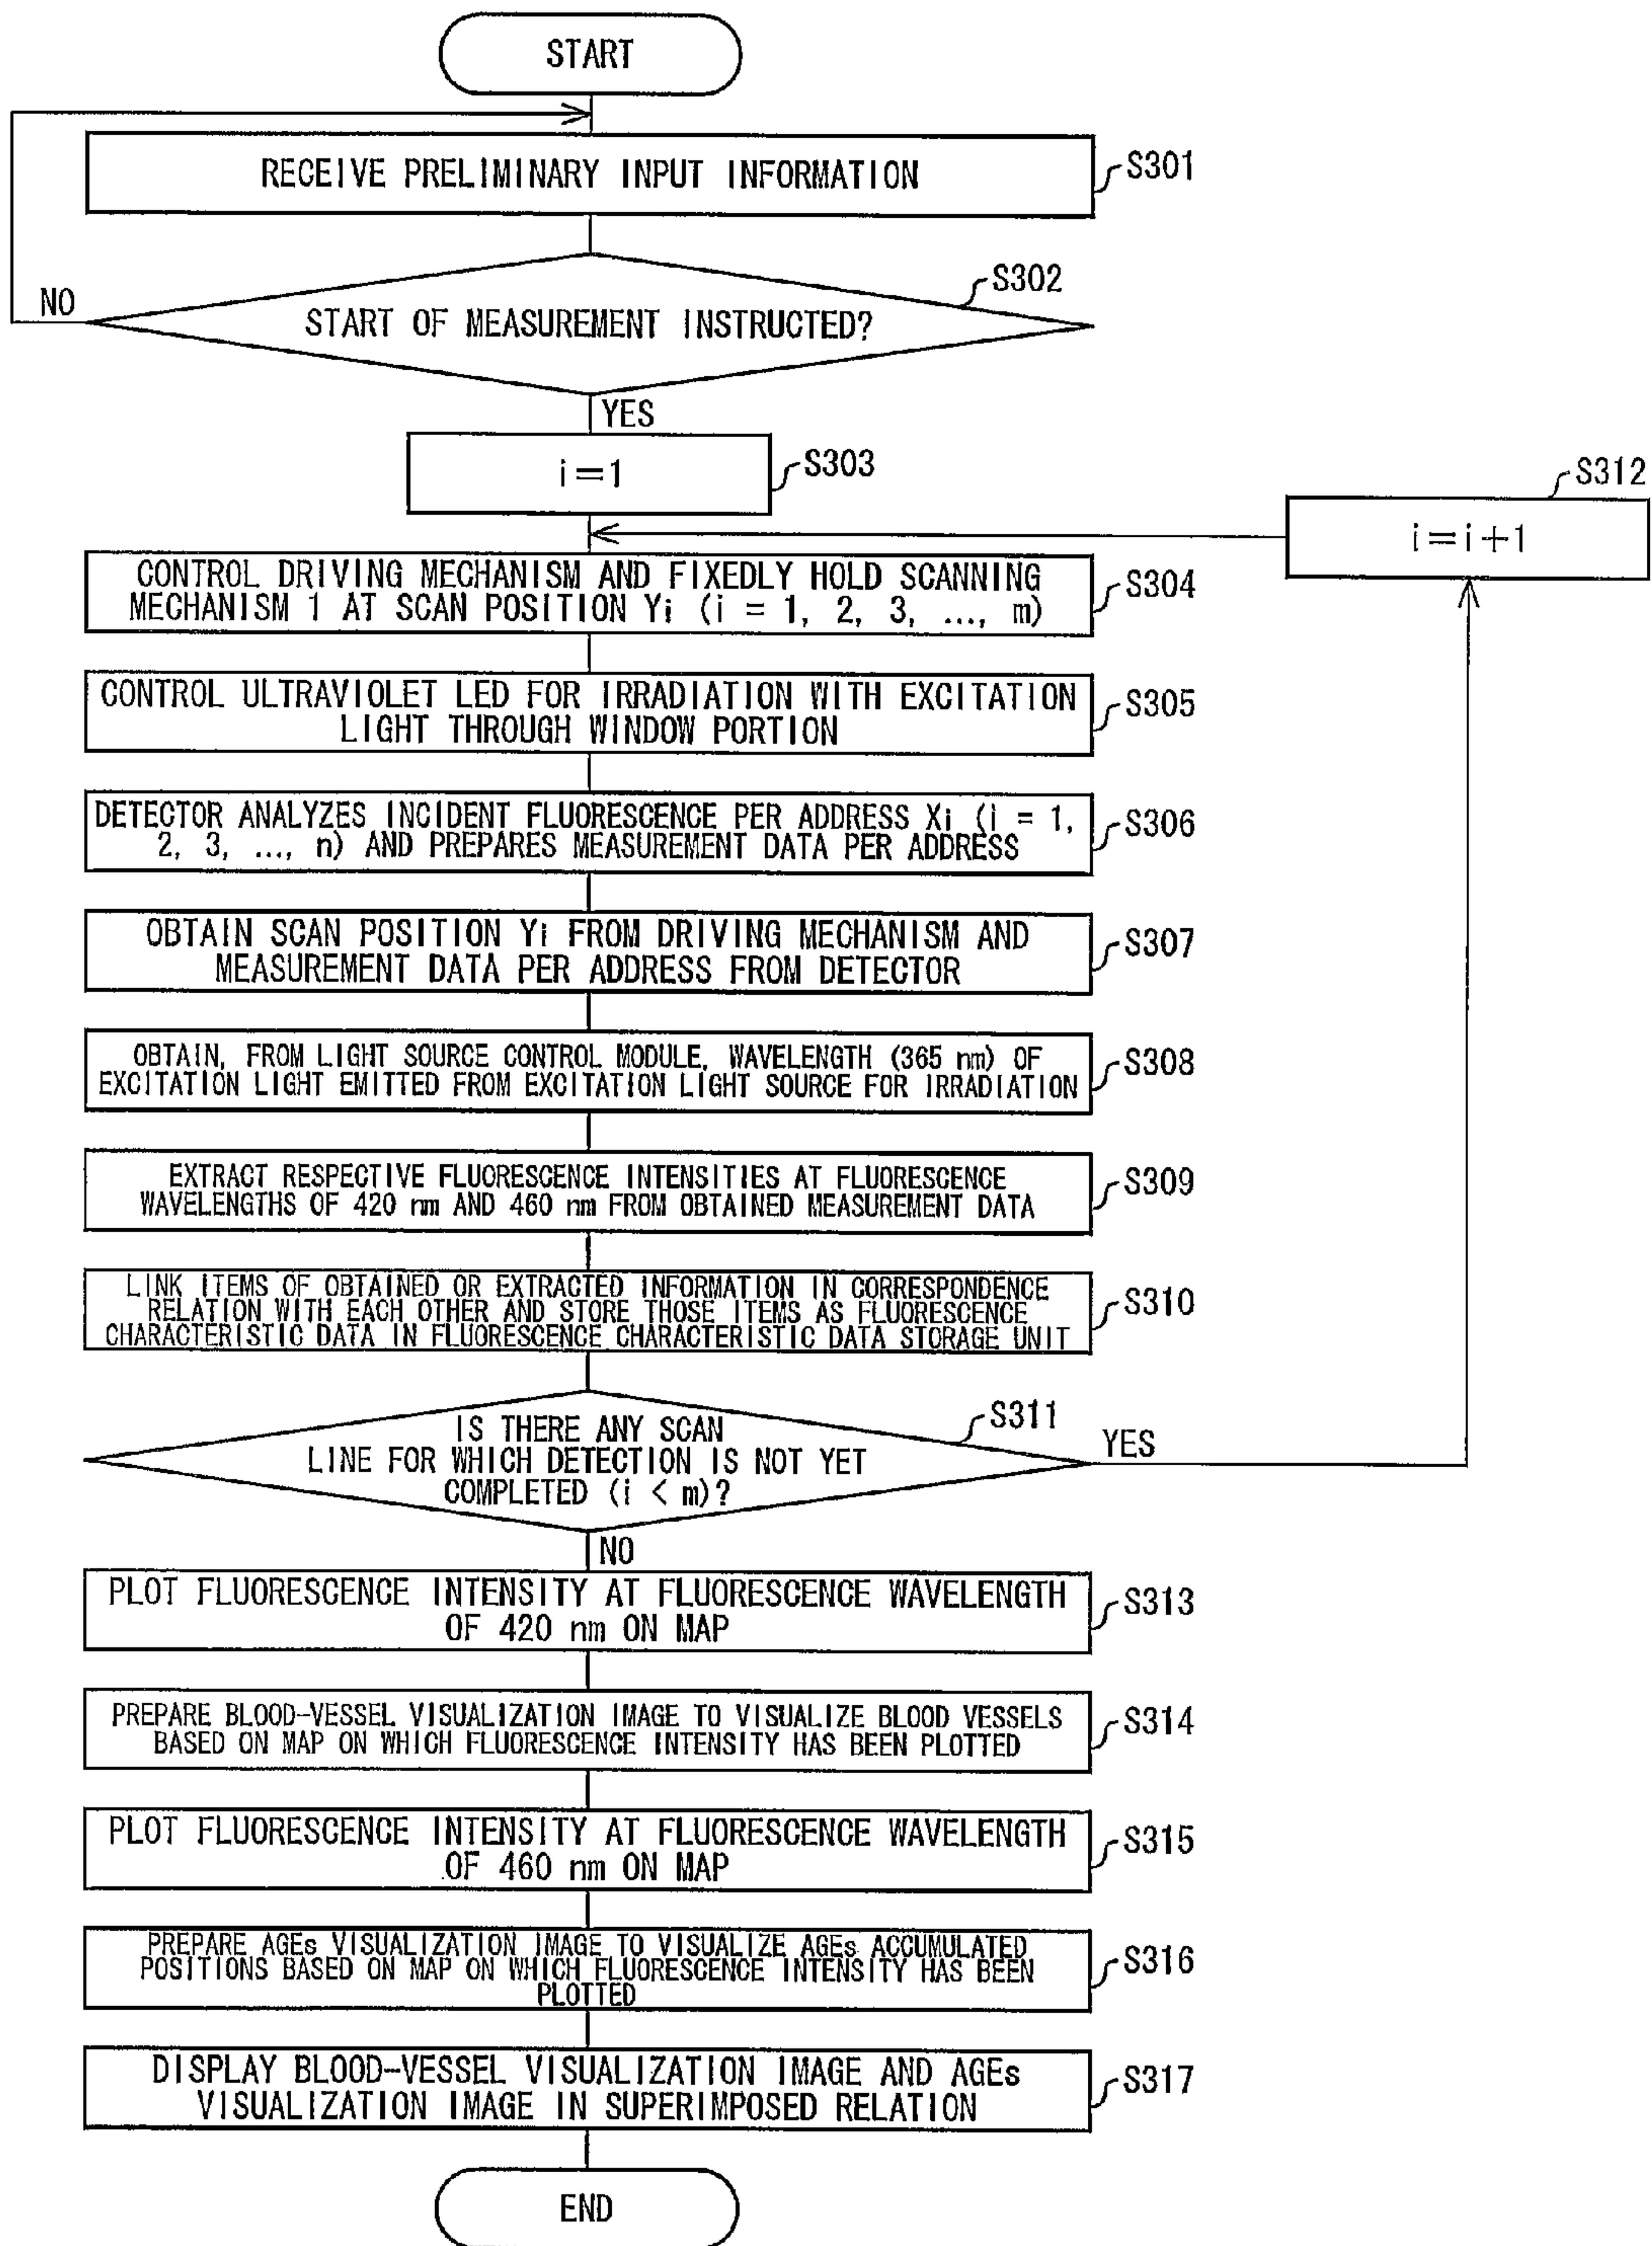 START
RECEIVE PRELIMINARY INPUT INFORMATION
S301
S302
NO
START OF MEASUREMENT INSTRUCTED?
YES
i=1
S303
S312
i=i+1
CONTROL DRIVING MECHANISM AND FIXEDLY HOLD SCANNING
MECHANISM 1 AT SCAN POSITION Yi (i = 1, 2, 3, ..., m)
S304
CONTROL ULTRAVIOLET LED FOR IRRADIATION WITH EXCITATION
LIGHT THROUGH WINDOW PORTION
S305
DETECTOR ANALYZES INCIDENT FLUORESCENCE PER ADDRESS Xi (i = 1,
2, 3, ..., n) AND PREPARES MEASUREMENT DATA PER ADDRESS
S306
OBTAIN SCAN POSITION Yi FROM DRIVING MECHANISM AND
MEASUREMENT DATA PER ADDRESS FROM DETECTOR
S307
OBTAIN, FROM LIGHT SOURCE CONTROL MODULE, WAVELENGTH (365 nm) OF
EXCITATION LIGHT EMITTED FROM EXCITATION LIGHT SOURCE FOR IRRADIATION
S308
EXTRACT RESPECTIVE FLUORESCENCE INTENSITIES AT FLUORESCENCE
WAVELENGTHS OF 420 nm AND 460 nm FROM OBTAINED MEASUREMENT DATA
S309
LINK ITEMS OF OBTAINED OR EXTRACTED INFORMATION IN CORRESPONDENCE
RELATION WITH EACH OTHER AND STORE THOSE ITEMS AS FLUORESCENCE
CHARACTERISTIC DATA IN FLUORESCENCE CHARACTERISTIC DATA STORAGE UNIT
S310
S311
IS THERE ANY SCAN
LINE FOR WHICH DETECTION IS NOT YET
COMPLETED (i < m)?
YES
NO
PLOT FLUORESCENCE INTENSITY AT FLUORESCENCE WAVELENGTH
OF 420 nm ON MAP
S313
PREPARE BLOOD-VESSEL VISUALIZATION IMAGE TO VISUALIZE BLOOD VESSELS
BASED ON MAP ON WHICH FLUORESCENCE INTENSITY HAS BEEN PLOTTED
S314
PLOT FLUORESCENCE INTENSITY AT FLUORESCENCE WAVELENGTH
OF 460 nm ON MAP
S315
PREPARE AGEs VISUALIZATION IMAGE TO VISUALIZE AGEs ACCUMULATED
POSITIONS BASED ON MAP ON WHICH FLUORESCENCE INTENSITY HAS BEEN
PLOTTED
S316
DISPLAY BLOOD-VESSEL VISUALIZATION IMAGE AND AGEs
VISUALIZATION IMAGE IN SUPERIMPOSED RELATION
S317
END